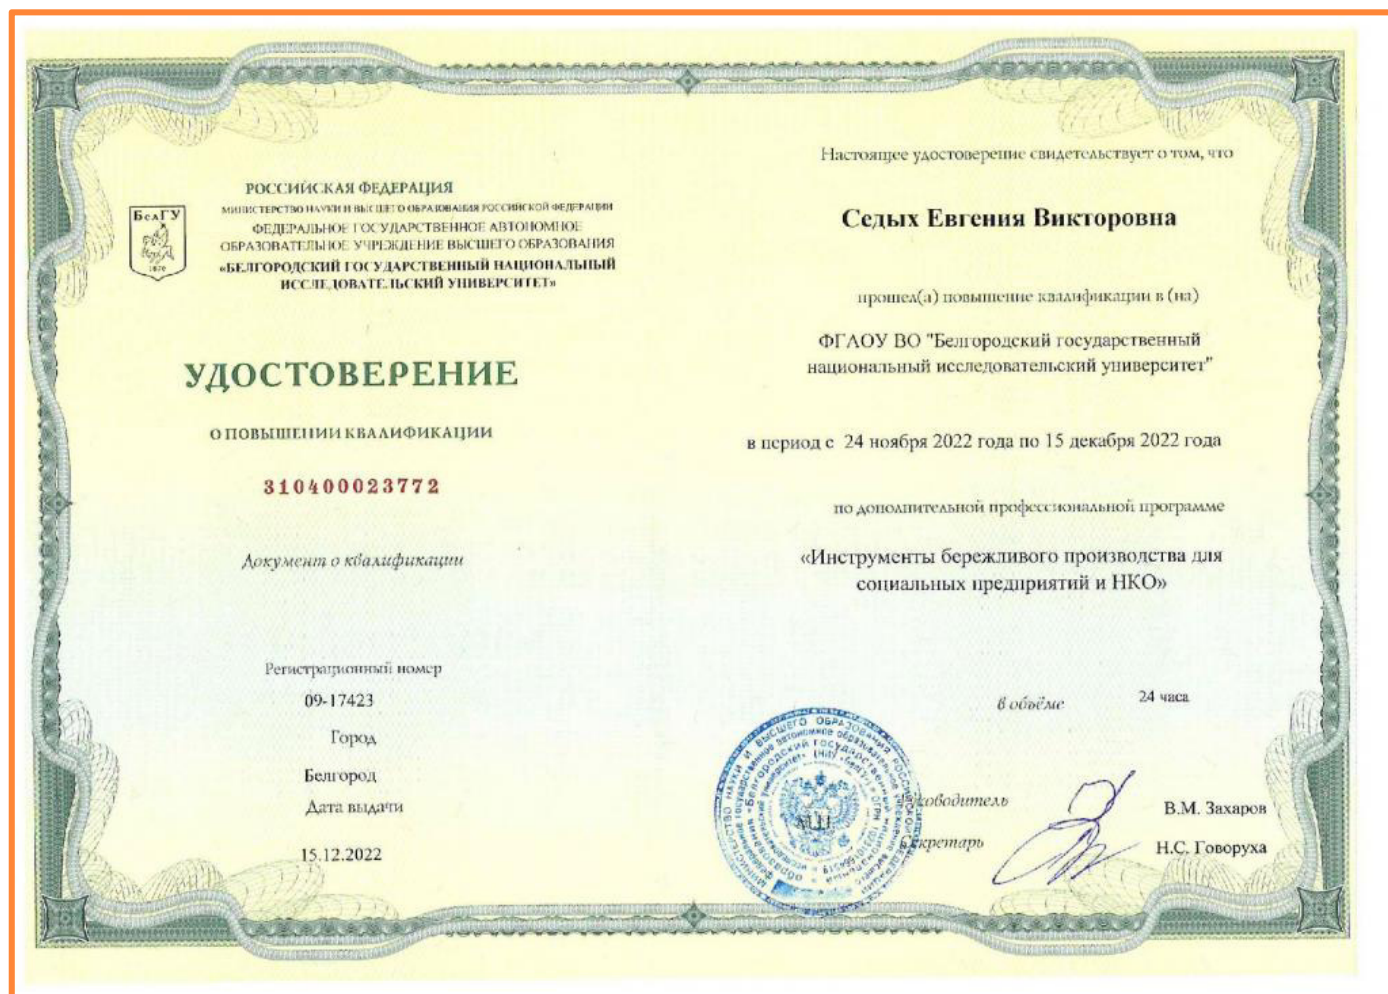 РОССИЙСКАЯ ФЕДЕРАЦИЯ
МИНИСТЕРСТВО НАУКИ И ВЫСШЕГО ОБРАЗОВАНИЯ РОССИЙСКОЙ ФЕДЕРАЦИИ
ФЕДЕРАЛЬНОЕ ГОСУДАРСТВЕННОЕ АВТОНОМНОЕ
ОБРАЗОВАТЕЛЬНОЕ УЧРЕЖДЕНИЕ ВЫСШЕГО ОБРАЗОВАНИЯ
«БЕЛГОРОДСКИЙ ГОСУДАРСТВЕННЫЙ НАЦИОНАЛЬНЫЙ
ИССЛЕДОВАТЕЛЬСКИЙ УНИВЕРСИТЕТ»
БелГУ
1876
УДОСТОВЕРЕНИЕ
О ПОВЫШЕНИИ КВАЛИФИКАЦИИ
310400023772
Документ о квалификации
Регистрационный номер
09-17423
Город
Белгород
Дата выдачи
15.12.2022
Настоящее удостоверение свидетельствует о том, что
Седых Евгения Викторовна
прошел(а) повышение квалификации в (на)
ФГАОУ ВО "Белгородский государственный
национальный исследовательский университет"
в период с 24 ноября 2022 года по 15 декабря 2022 года
по дополнительной профессиональной программе
«Инструменты бережливого производства для
социальных предприятий и НКО»
в объёме 24 часа
М.П.
Руководитель В.М. Захаров
Секретарь Н.С. Говоруха